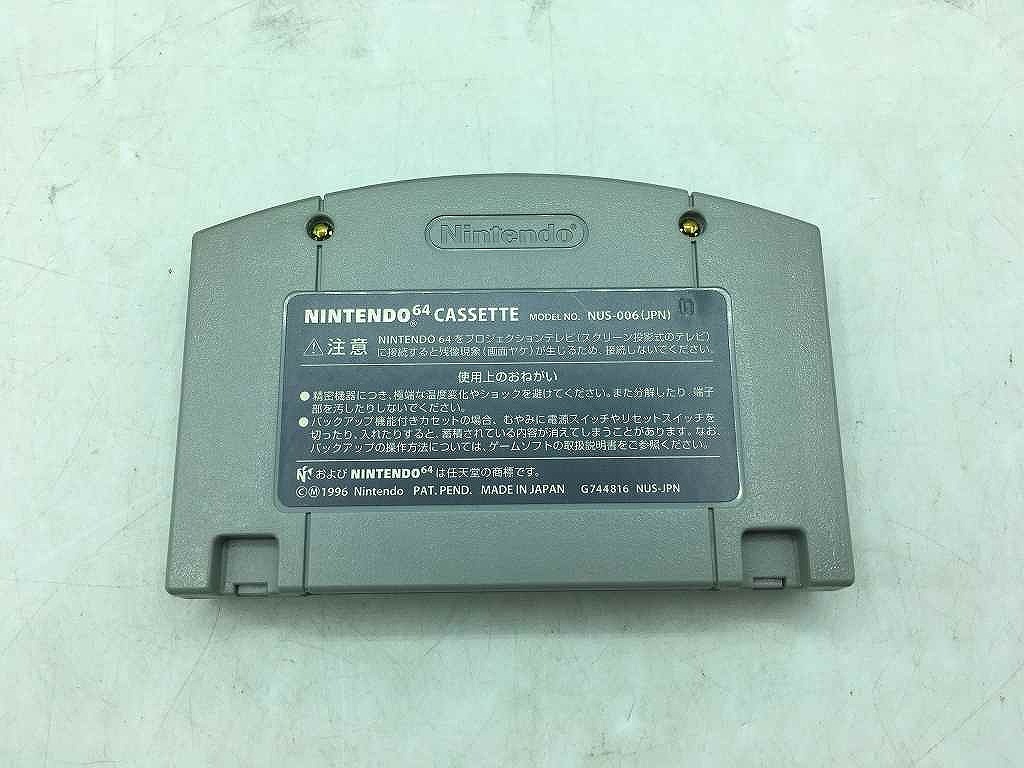 Nintendo®
NINTENDO®64 CASSETTE MODEL NO. NUS-006(JPN)
注意 NINTENDO 64 をプロジェクションテレビ(スクリーン投影式のテレビ)
に接続すると残像現象(画面ヤケ)が生じるため、接続しないでください。
使用上のおねがい
●精密機器につき、極端な温度変化やショックを避けてください。また分解したり、端子
部を汚したりしないでください。
●バックアップ機能付きカセットの場合、むやみに電源スイッチやリセットスイッチを
切ったり、入れたりすると、蓄積されている内容が消えてしまうことがあります。なお、
バックアップの操作方法については、ゲームソフトの取扱説明書をご参照ください。
および NINTENDO64 は任天堂の商標です。
ⒸⓂ1996 Nintendo PAT. PEND. MADE IN JAPAN G744816 NUS-JPN